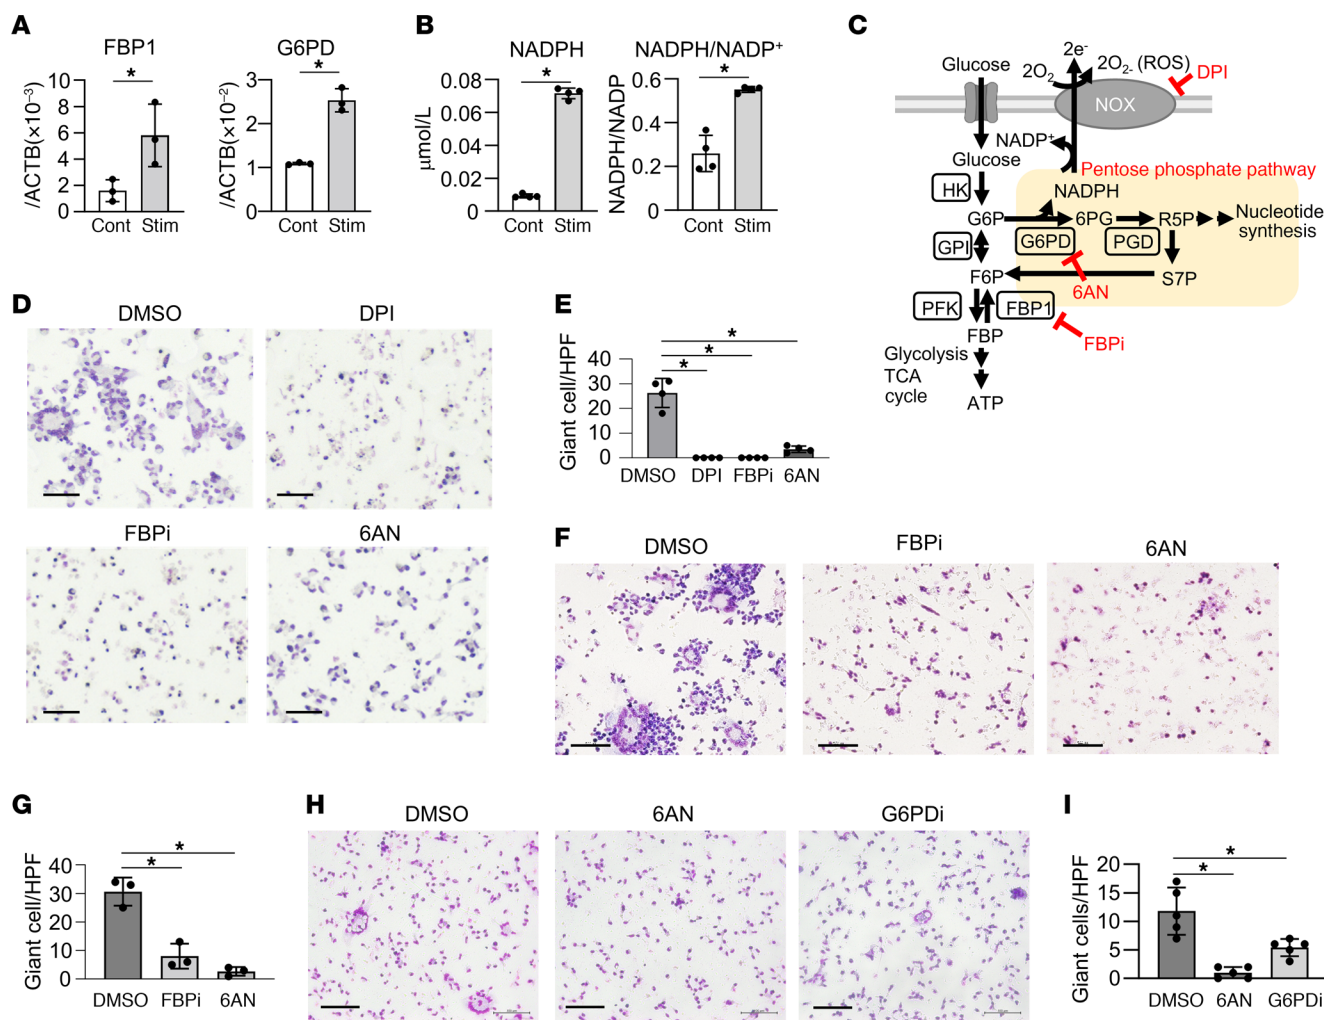 A
FBP1
G6PD
/ACTB(×10⁻³)
10
8
6
4
2
0
*
Cont Stim
/ACTB(×10⁻²)
3
2
1
0
*
Cont Stim
B
NADPH
NADPH/NADP⁺
μmol/L
0.080
0.06
0.04
0.02
0
*
Cont Stim
NADPH/NADP
0.6
0.4
0.2
0
*
Cont Stim
C
Glucose
2O₂
2e⁻
2O₂₋ (ROS)
DPI
NOX
NADP⁺
Glucose
Pentose phosphate pathway
HK
NADPH
G6P
6PG
R5P
Nucleotide
synthesis
GPI
G6PD
PGD
F6P
6AN
S7P
PFK
FBP1
FBP
FBPi
Glycolysis
TCA
cycle
ATP
D
DMSO
DPI
FBPi
6AN
E
Giant cell/HPF
40
30
20
10
0
*
*
*
DMSO DPI FBPi 6AN
F
DMSO
FBPi
6AN
G
Giant cell/HPF
40
30
20
10
0
*
*
DMSO FBPi 6AN
H
DMSO
6AN
G6PDi
I
Giant cells/HPF
20
15
10
5
0
*
*
DMSO 6AN G6PDi